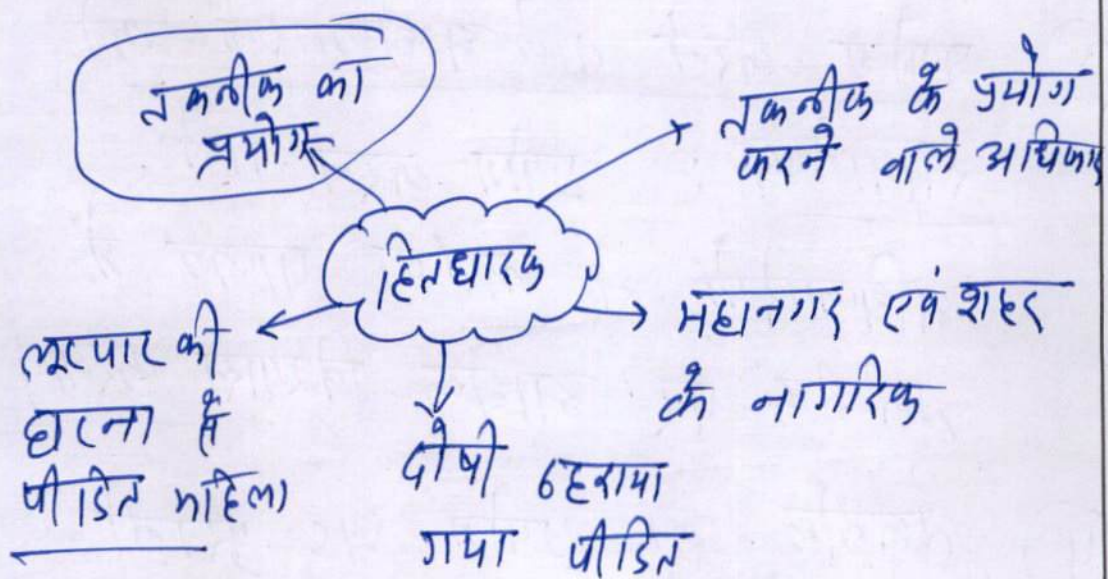 तकनीक का
प्रयोग
तकनीक के प्रयोग
करने वाले अधिकार
हितधारक
महानगर एवं शहर
के नागरिक
लूटपाट की
घटना में
पीडित महिला
दोषी ठहराया
गया पीडित